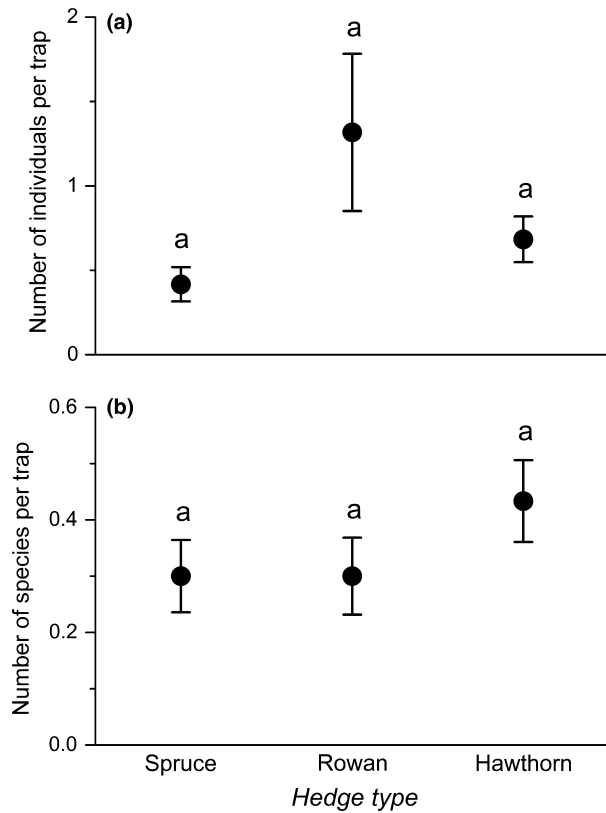 2
(a)
a
a
a
1
0
Number of individuals per trap
0.6
(b)
a
a
a
0.4
0.2
0.0
Number of species per trap
Spruce Rowan Hawthorn
Hedge type